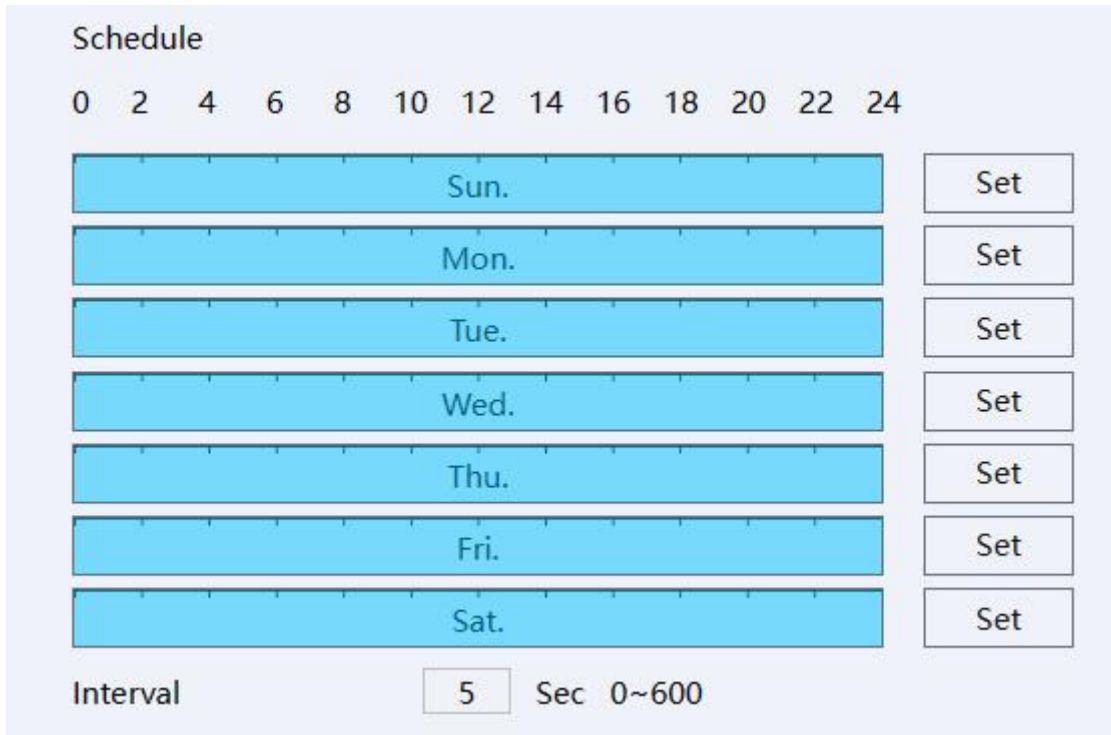 Schedule
0 2 4 6 8 10 12 14 16 18 20 22 24
Sun. Set
Mon. Set
Tue. Set
Wed. Set
Thu. Set
Fri. Set
Sat. Set
Interval 5 Sec 0~600